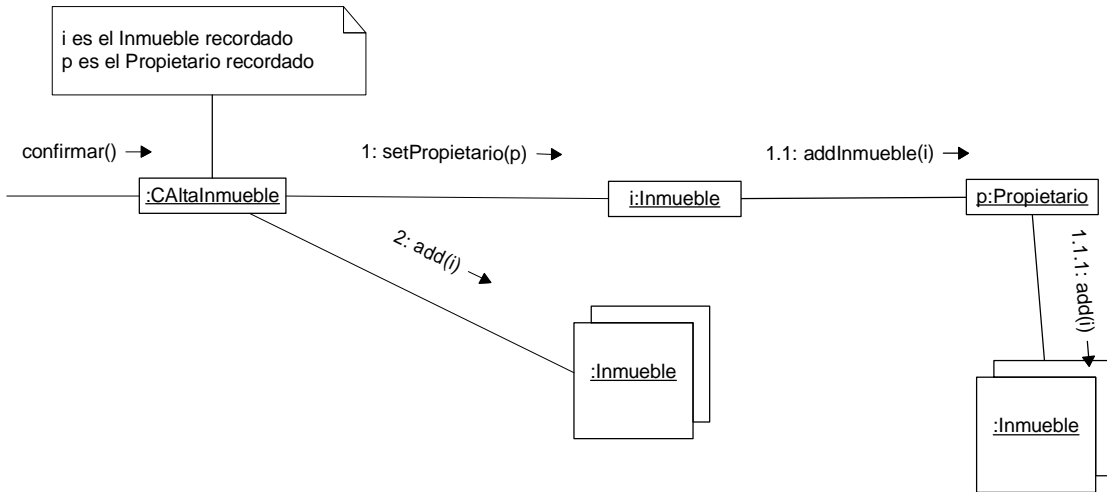 i es el Inmueble recordado
p es el Propietario recordado
confirmar()
1: setPropietario(p)
1.1: addInmueble(i)
:CAltaInmueble
i:Inmueble
p:Propietario
2: add(i)
1.1.1: add(i)
:Inmueble
:Inmueble